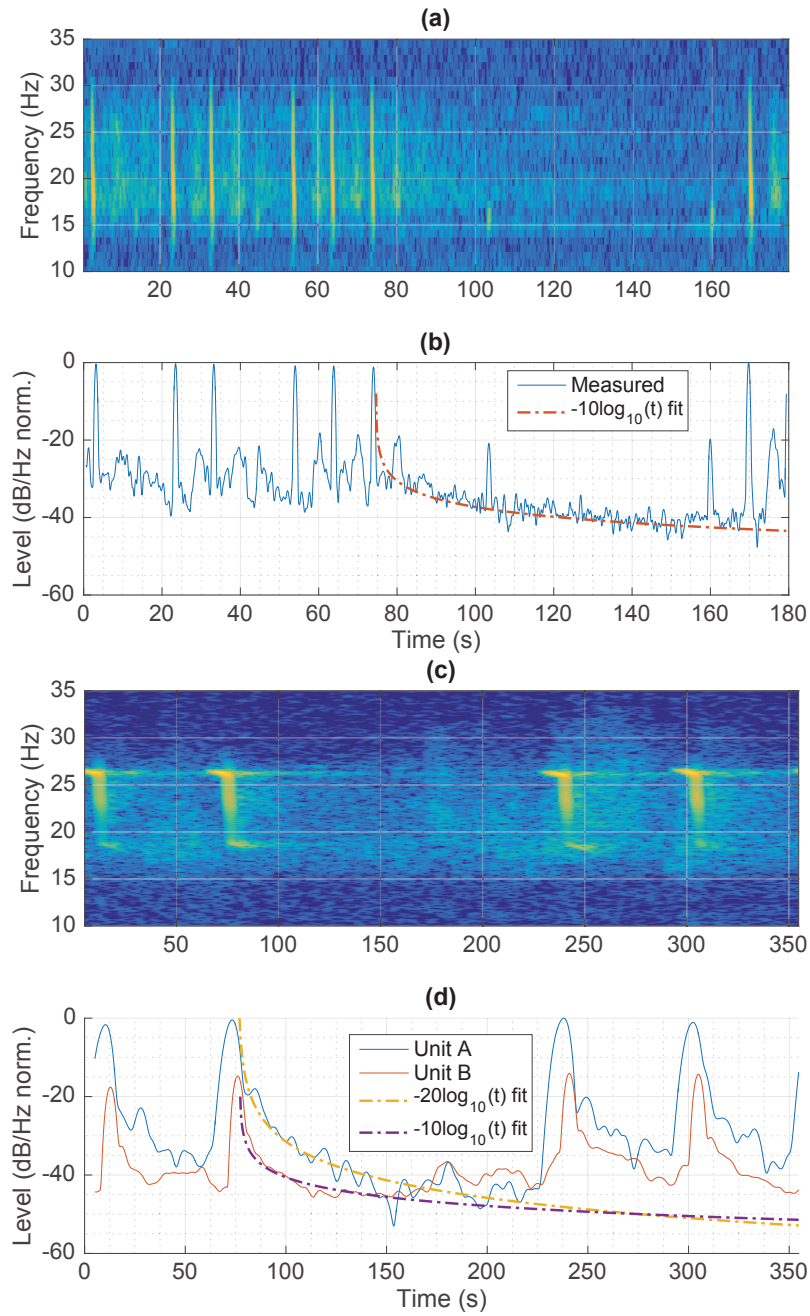 (a)
Frequency (Hz)
35
30
25
20
15
10
20 40 60 80 100 120 140 160
(b)
Level (dB/Hz norm.)
0
-20
-40
-60
Measured
-10log10(t) fit
0 20 40 60 80 100 120 140 160 180
Time (s)
(c)
Frequency (Hz)
35
30
25
20
15
10
50 100 150 200 250 300 350
(d)
Level (dB/Hz norm.)
0
-20
-40
-60
Unit A
Unit B
-20log10(t) fit
-10log10(t) fit
0 50 100 150 200 250 300 350
Time (s)